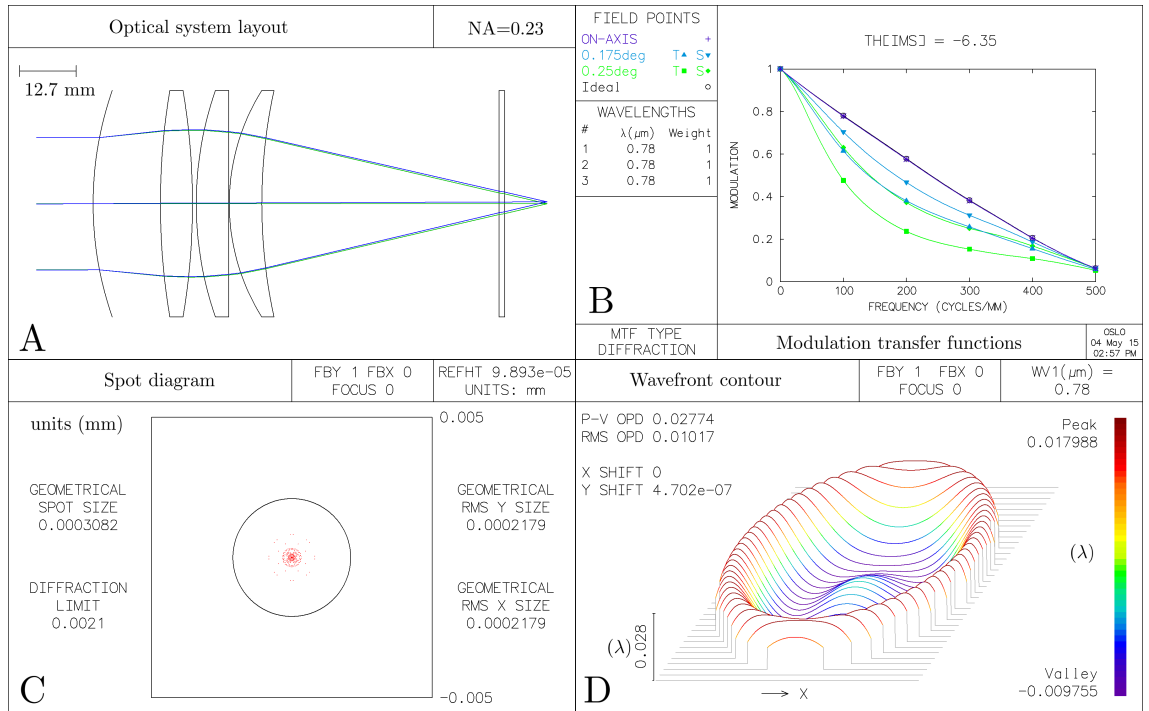 Optical system layout
NA=0.23
12.7 mm
A
FIELD POINTS
ON-AXIS +
0.175deg T▲ S▼
0.25deg T■ S◆
Ideal o
WAVELENGTHS
# λ(μm) Weight
1 0.78 1
2 0.78 1
3 0.78 1
TH[IMS] = -6.35
MODULATION
1
0.8
0.6
0.4
0.2
0
0 100 200 300 400 500
FREQUENCY (CYCLES/MM)
B
MTF TYPE
DIFFRACTION
Modulation transfer functions
OSLO
04 May 15
02:57 PM
Spot diagram
FBY 1 FBX 0
FOCUS 0
REFHT 9.893e-05
UNITS: mm
units (mm)
0.005
GEOMETRICAL
SPOT SIZE
0.0003082
GEOMETRICAL
RMS Y SIZE
0.0002179
DIFFRACTION
LIMIT
0.0021
GEOMETRICAL
RMS X SIZE
0.0002179
-0.005
C
Wavefront contour
FBY 1 FBX 0
FOCUS 0
WV1(μm) =
0.78
P-V OPD 0.02774
RMS OPD 0.01017
X SHIFT 0
Y SHIFT 4.702e-07
Peak
0.017988
(λ)
(λ)
0.028
Valley
-0.009755
X
D